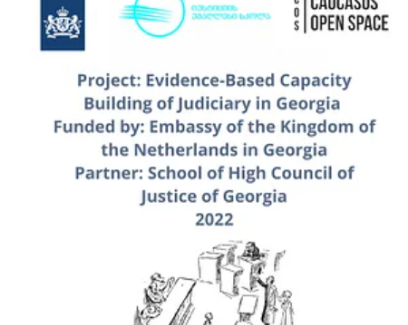 CAUCASUS
OPEN SPACE
Project: Evidence-Based Capacity
Building of Judiciary in Georgia
Funded by: Embassy of the Kingdom of
the Netherlands in Georgia
Partner: School of High Council of
Justice of Georgia
2022